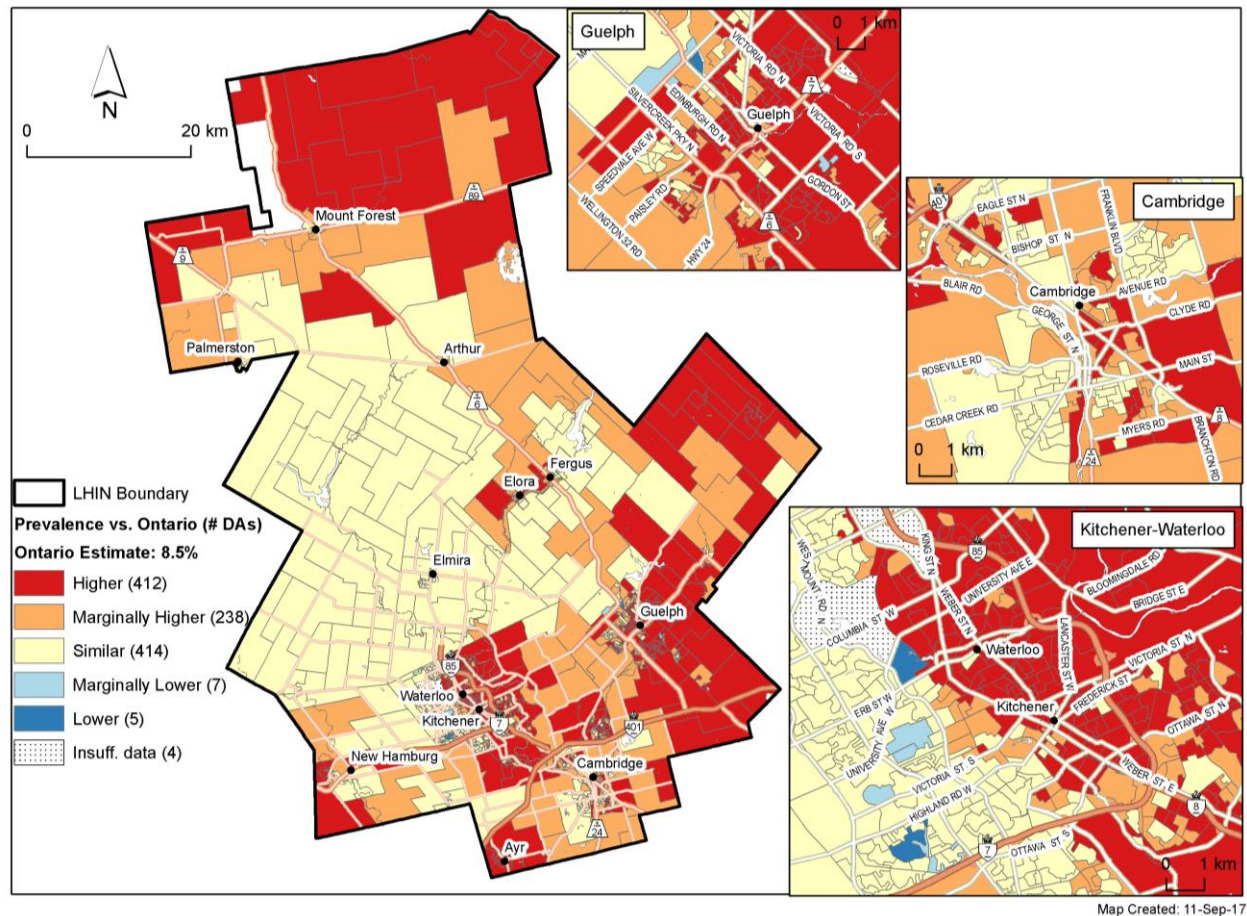 N
0
20 km
Mount Forest
89
9
Palmerston
Arthur
6
Fergus
Elora
Elmira
Guelph
85
Waterloo
Kitchener
7
401
New Hamburg
Cambridge
24
Ayr
LHIN Boundary
Prevalence vs. Ontario (# DAs)
Ontario Estimate: 8.5%
Higher (412)
Marginally Higher (238)
Similar (414)
Marginally Lower (7)
Lower (5)
Insuff. data (4)
Guelph
0 1 km
VICTORIA RD N
7
SILVERCREEK PKY N
EDINBURGH RD N
Guelph
VICTORIA RD S
SPEEDVALE AVE W
PAISLEY RD
GORDON ST
WELLINGTON 32 RD
HWY 24
6
Cambridge
401
EAGLE ST N
FRANKLIN BLVD
BISHOP ST N
BLAIR RD
Cambridge
AVENUE RD
GEORGE ST N
CLYDE RD
ROSEVILLE RD
MAIN ST
CEDAR CREEK RD
MYERS RD
8
BRANCHTON RD
24
0 1 km
Kitchener-Waterloo
KING ST N
85
WESTMOUNT RD N
UNIVERSITY AVE E
BLOOMINGDALE RD
WEBER ST N
BRIDGE ST E
COLUMBIA ST W
LANCASTER ST W
Waterloo
VICTORIA ST N
ERB ST W
FREDERICK ST
Kitchener
OTTAWA ST N
UNIVERSITY AVE W
VICTORIA ST S
WEBER ST E
HIGHLAND RD W
8
7
OTTAWA ST S
0 1 km
Map Created: 11-Sep-17